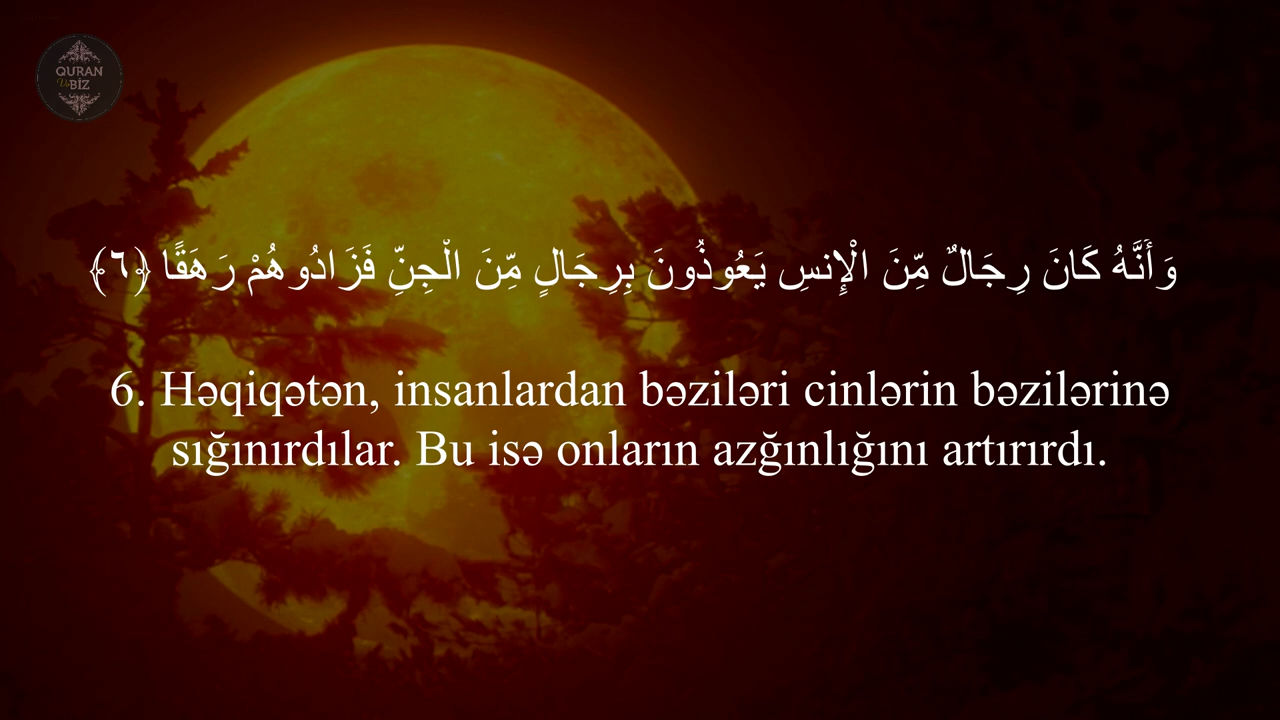 QURAN
Və BİZ
وَأَنَّهُ كَانَ رِجَالٌ مِّنَ الْإِنسِ يَعُوذُونَ بِرِجَالٍ مِّنَ الْجِنِّ فَزَادُوهُمْ رَهَقًا ﴿٦﴾
6. Həqiqətən, insanlardan bəziləri cinlərin bəzilərinə
sığınırdılar. Bu isə onların azğınlığını artırırdı.